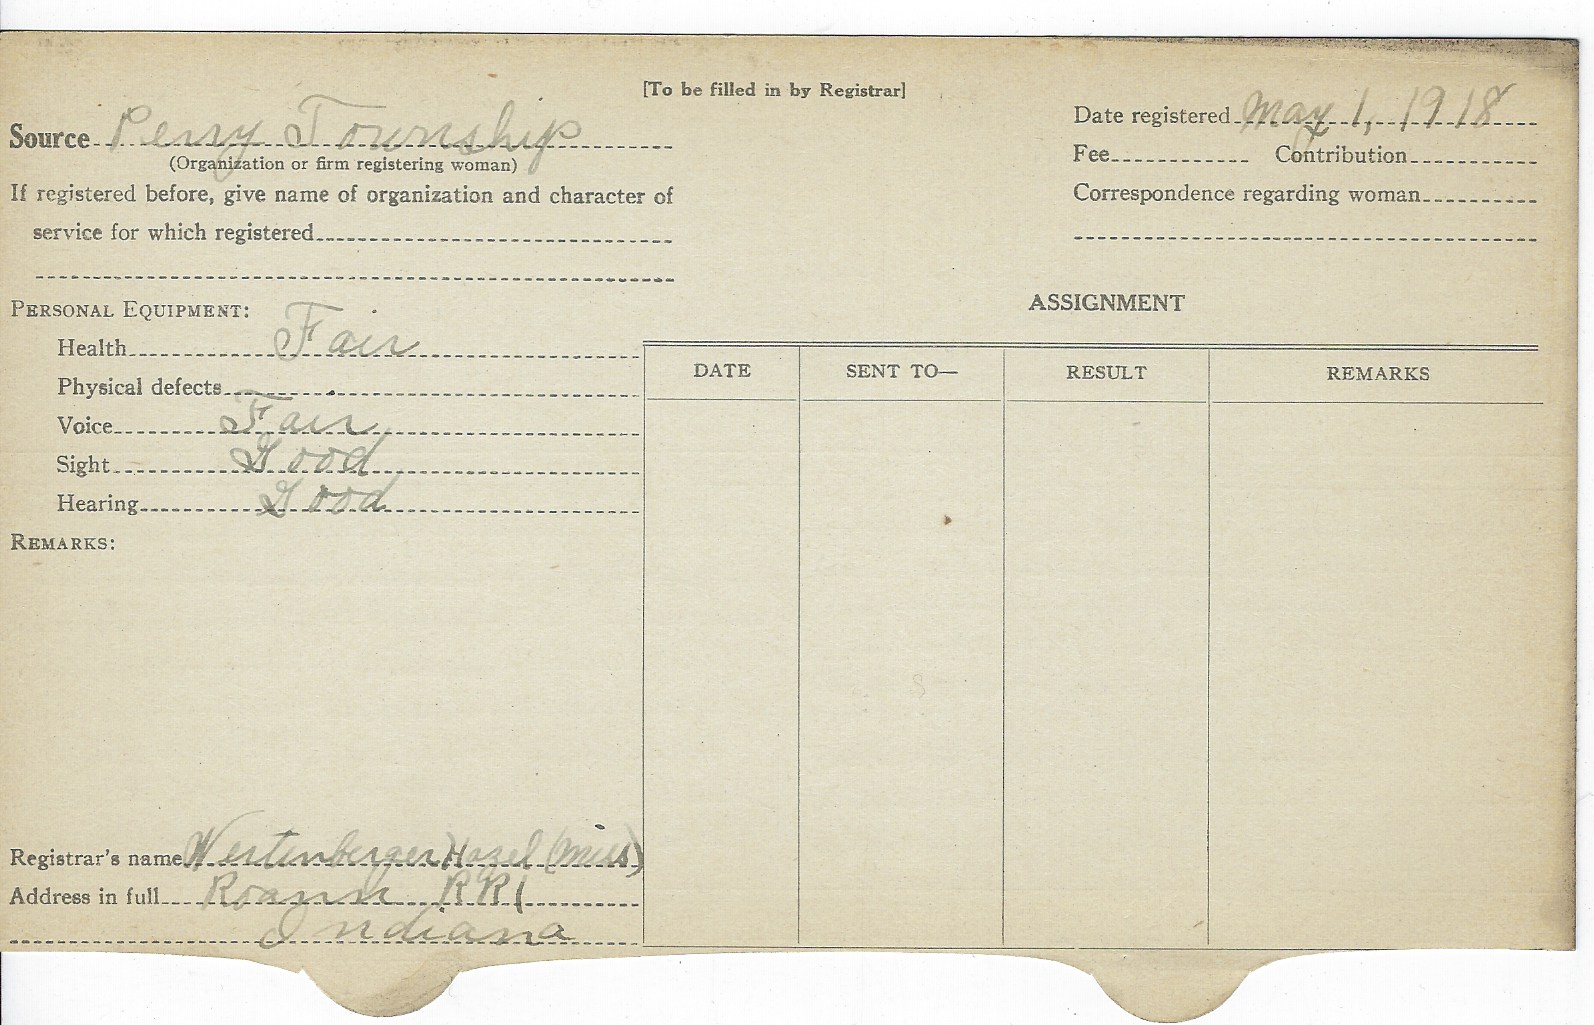 [To be filled in by Registrar]
Source Perry Township
(Organization or firm registering woman)
If registered before, give name of organization and character of
service for which registered
Date registered May 1, 1918
Fee Contribution
Correspondence regarding woman
PERSONAL EQUIPMENT:
Health Fair
Physical defects
Voice Fair
Sight Good
Hearing Good
REMARKS:
ASSIGNMENT
DATE SENT TO— RESULT REMARKS
Registrar's name Westenberger Hazel (Miss)
Address in full Roann RR1
Indiana